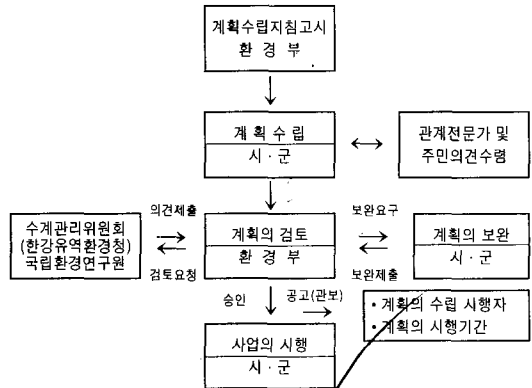 계획수립지침고시
환 경 부
계 획 수 립
시 · 군
관계전문가 및
주민의견수령
의견제출
보완요구
수계관리위원회
(한강유역환경청)
국립환경연구원
계획의 검토
환 경 부
계획의 보완
시 · 군
검토요청
보완제출
승인
공고(관보)
• 계획의 수립 시행자
• 계획의 시행기간
사업의 시행
시 · 군